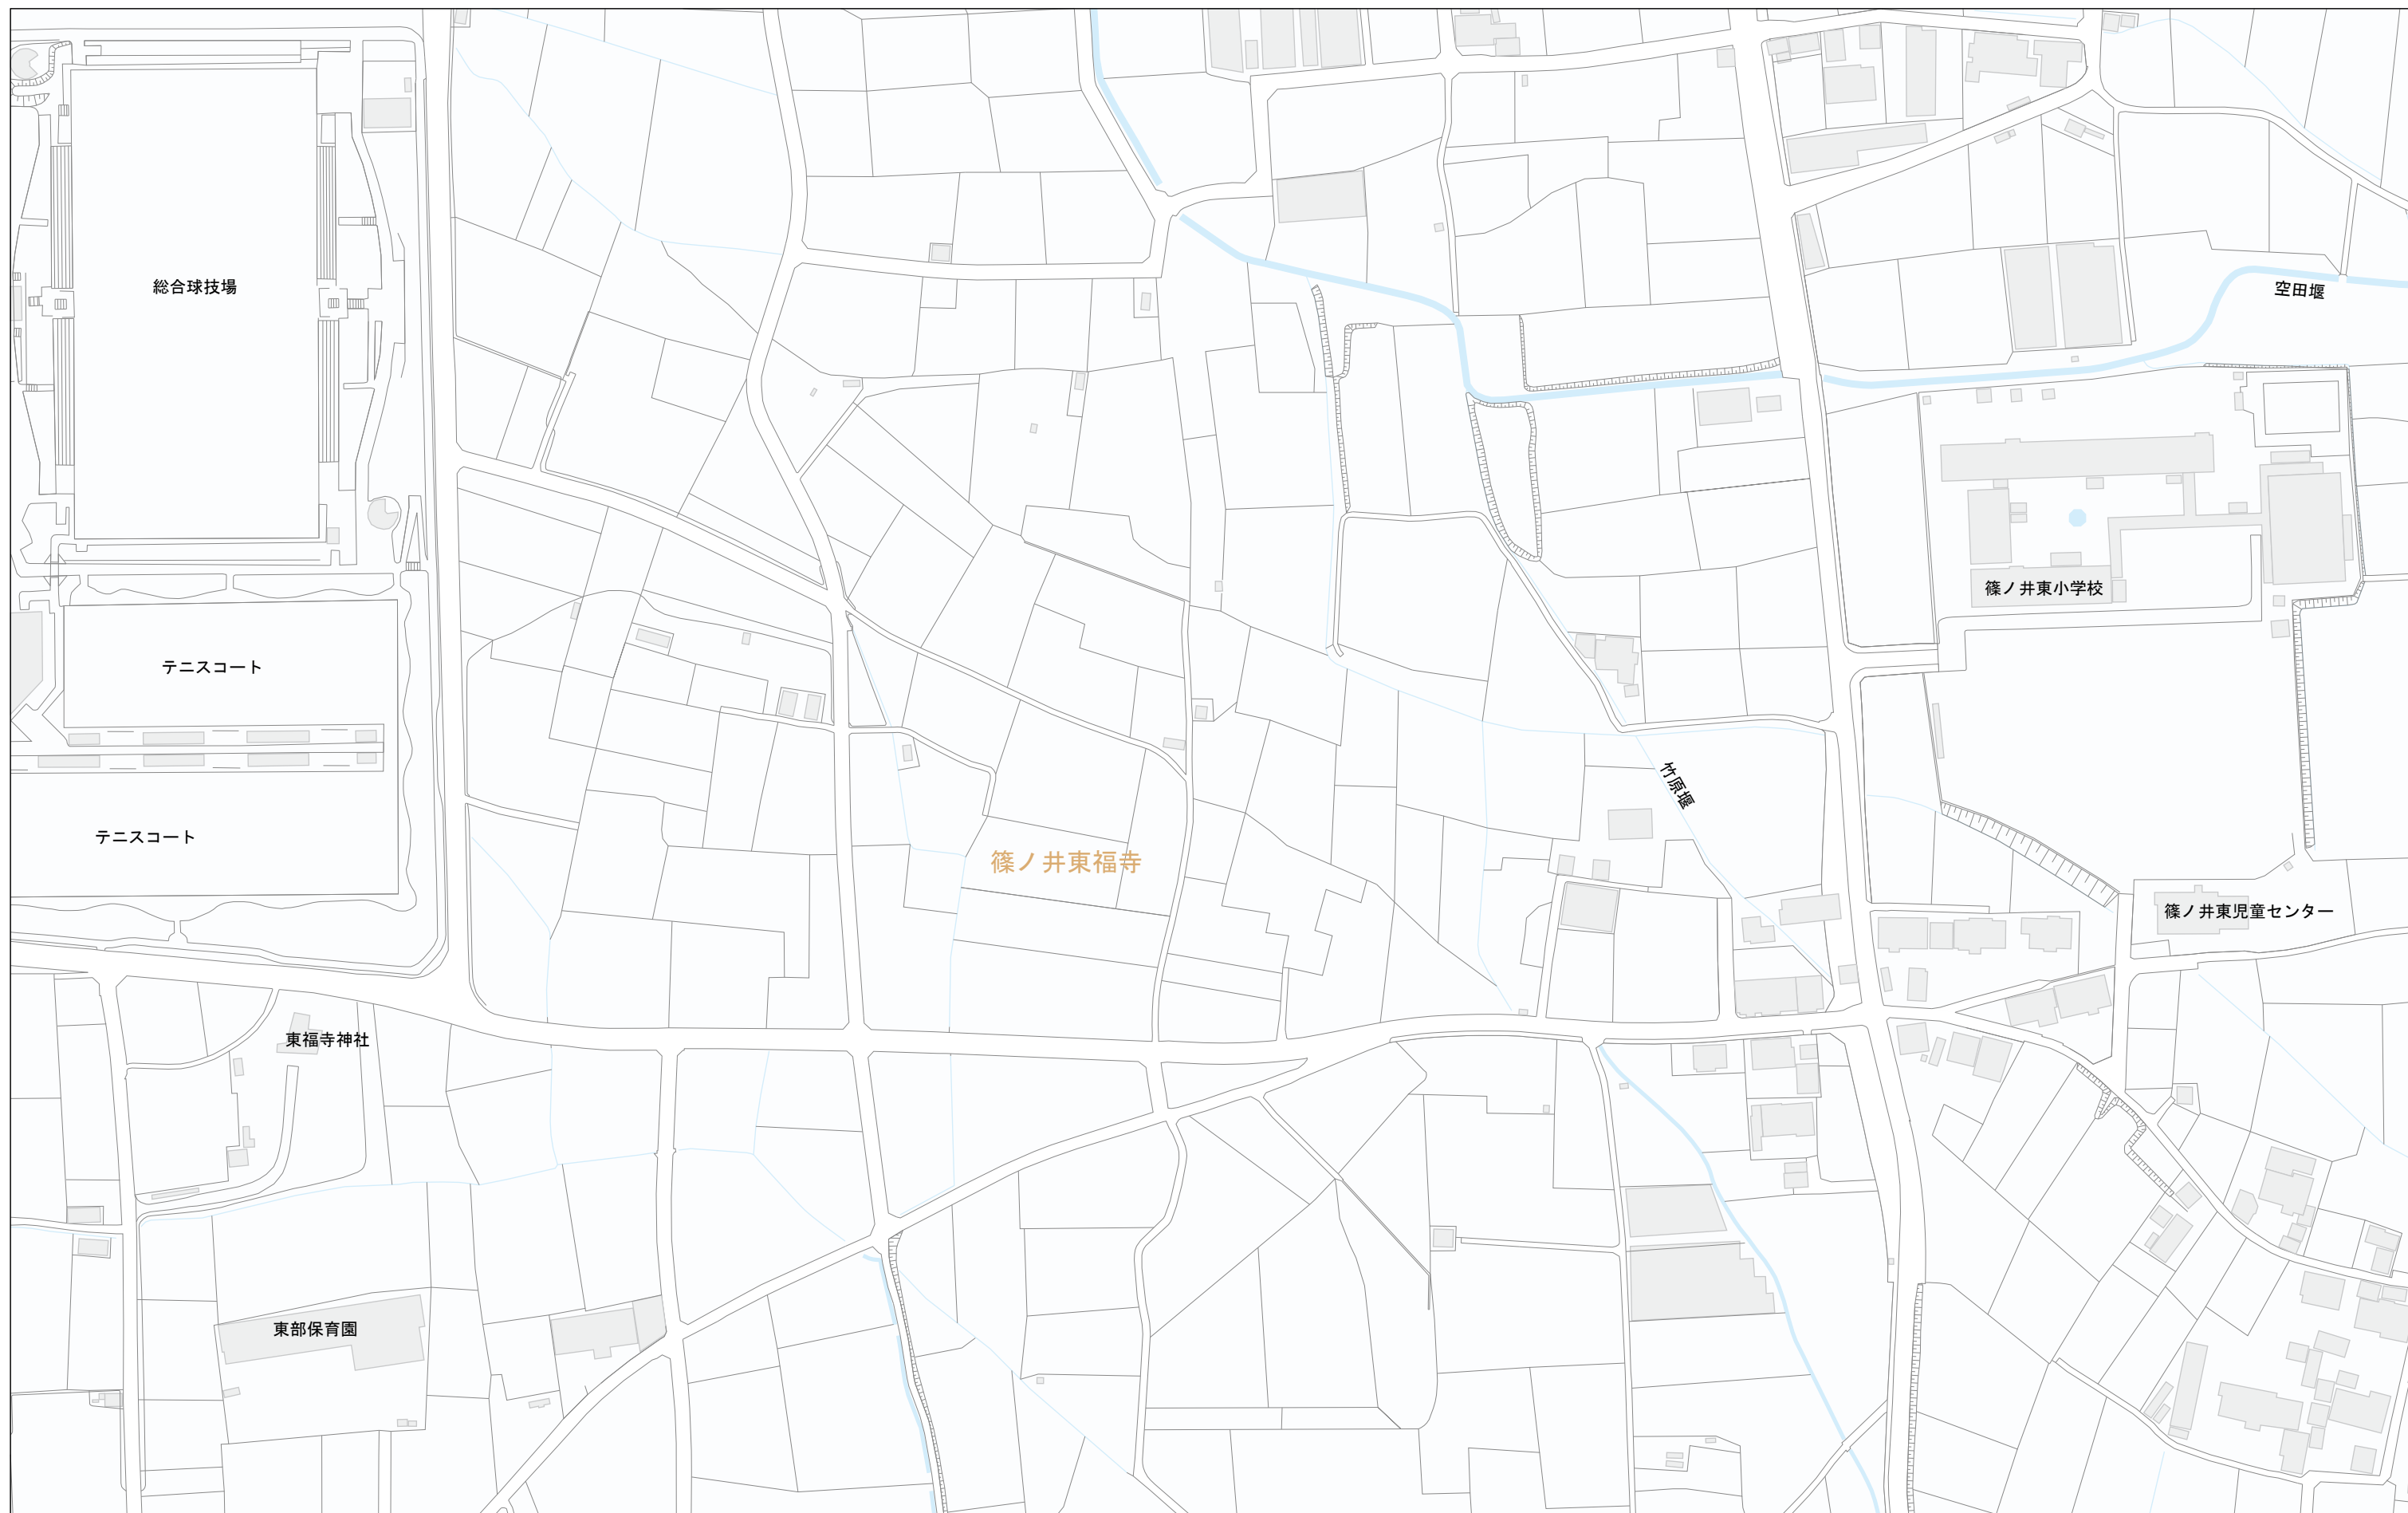 総合球技場
空田堰
篠ノ井東小学校
テニスコート
竹原堰
テニスコート
篠ノ井東福寺
篠ノ井東児童センター
東福寺神社
東部保育園